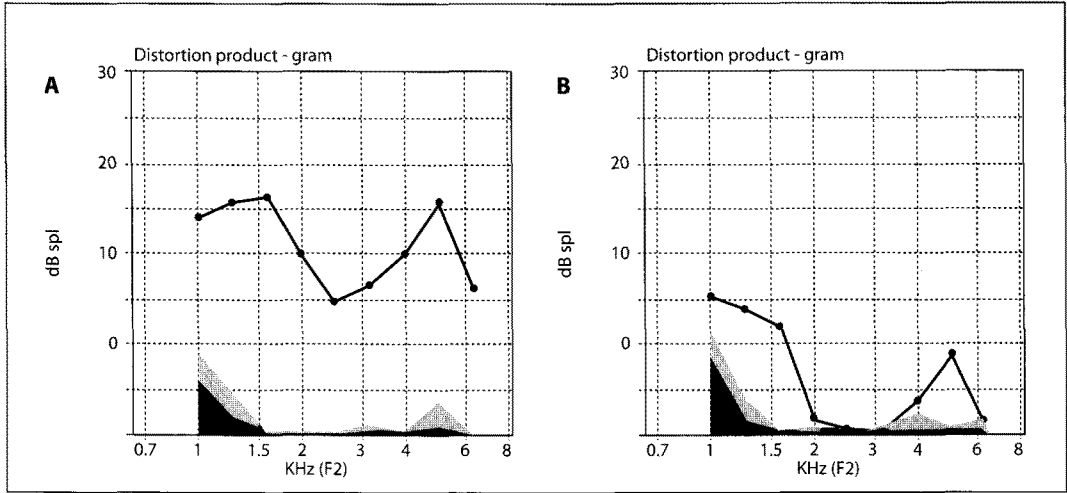 Distortion product - gram
A
30
20
10
0
dB spl
0.7 1 1.5 2 3 4 6 8
KHz (F2)
Distortion product - gram
B
30
20
10
0
dB spl
0.7 1 1.5 2 3 4 6 8
KHz (F2)